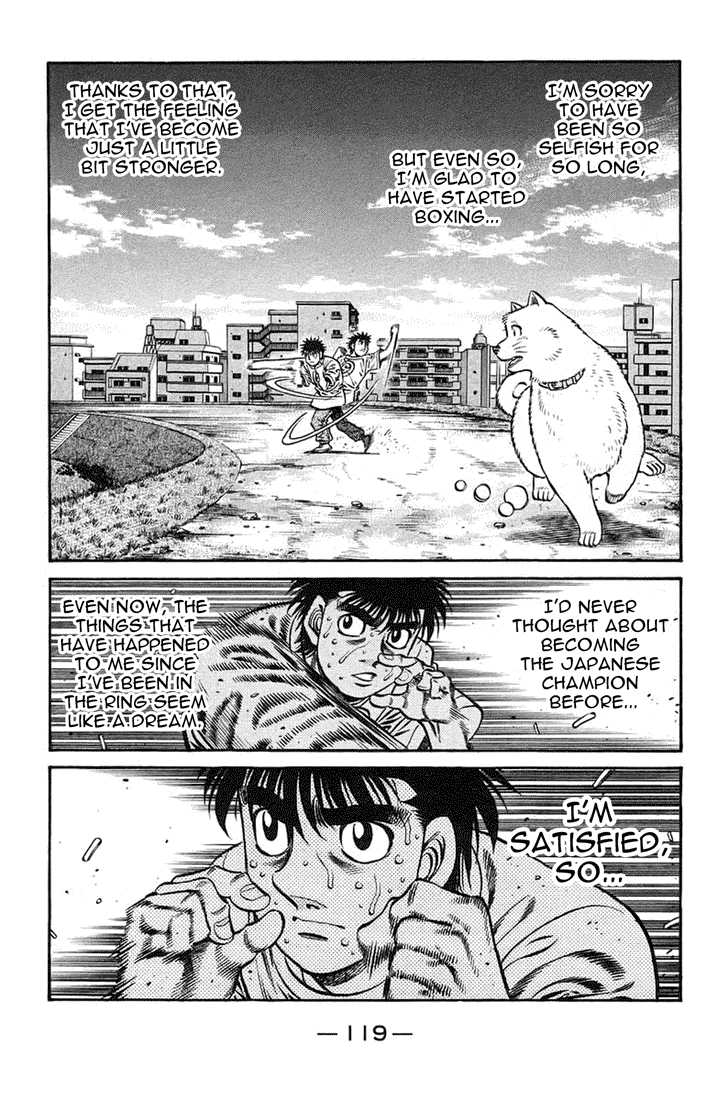 I'M SORRY
TO HAVE
BEEN SO
SELFISH FOR
SO LONG,
BUT EVEN SO,
I'M GLAD TO
HAVE STARTED
BOXING...
THANKS TO THAT,
I GET THE FEELING
THAT I'VE BECOME
JUST A LITTLE
BIT STRONGER.
I'D NEVER
THOUGHT ABOUT
BECOMING
THE JAPANESE
CHAMPION
BEFORE...
EVEN NOW, THE
THINGS THAT
HAVE HAPPENED
TO ME SINCE
I'VE BEEN IN
THE RING SEEM
LIKE A DREAM.
I'M
SATISFIED,
SO...
— 119 —